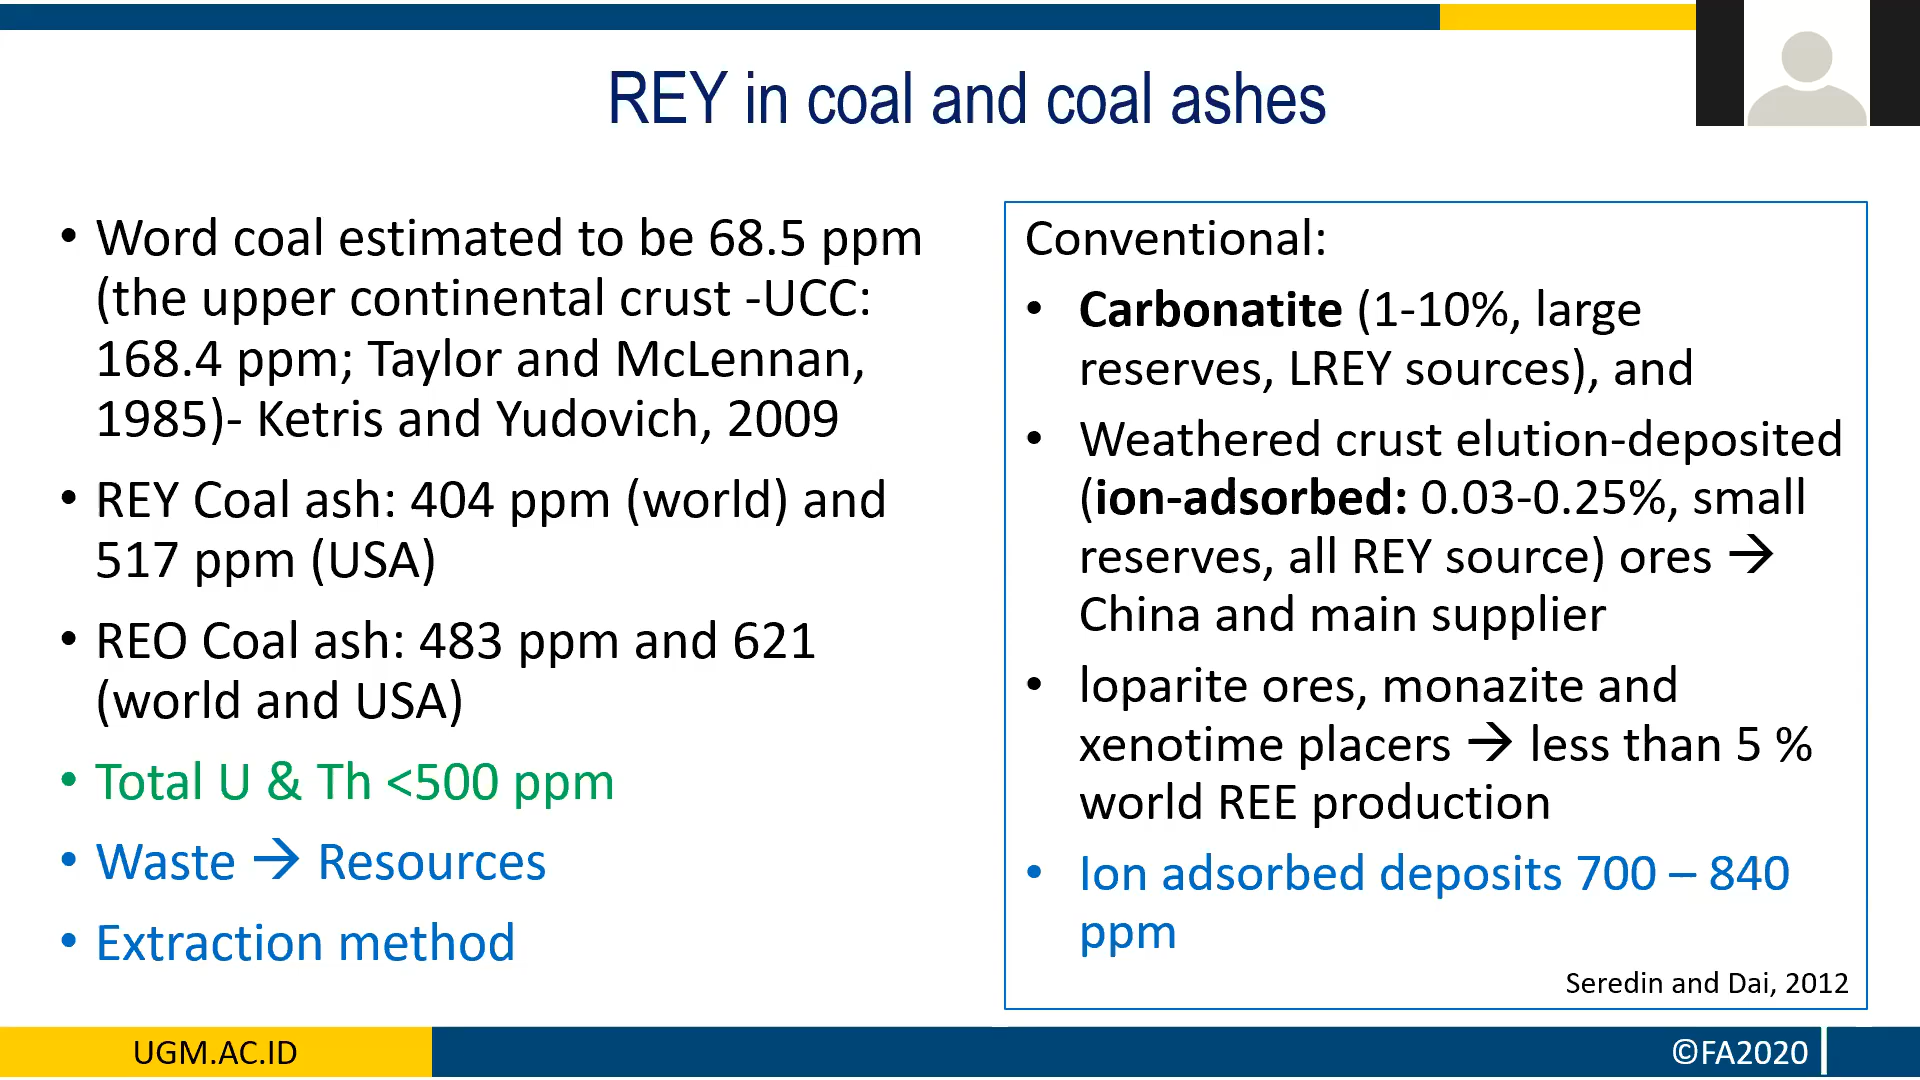 REY in coal and coal ashes
• Word coal estimated to be 68.5 ppm
(the upper continental crust -UCC:
168.4 ppm; Taylor and McLennan,
1985)- Ketris and Yudovich, 2009
• REY Coal ash: 404 ppm (world) and
517 ppm (USA)
• REO Coal ash: 483 ppm and 621
(world and USA)
• Total U & Th <500 ppm
• Waste → Resources
• Extraction method
Conventional:
• Carbonatite (1-10%, large
reserves, LREY sources), and
• Weathered crust elution-deposited
(ion-adsorbed: 0.03-0.25%, small
reserves, all REY source) ores →
China and main supplier
• loparite ores, monazite and
xenotime placers → less than 5 %
world REE production
• Ion adsorbed deposits 700 – 840
ppm
Seredin and Dai, 2012
UGM.AC.ID
©FA2020